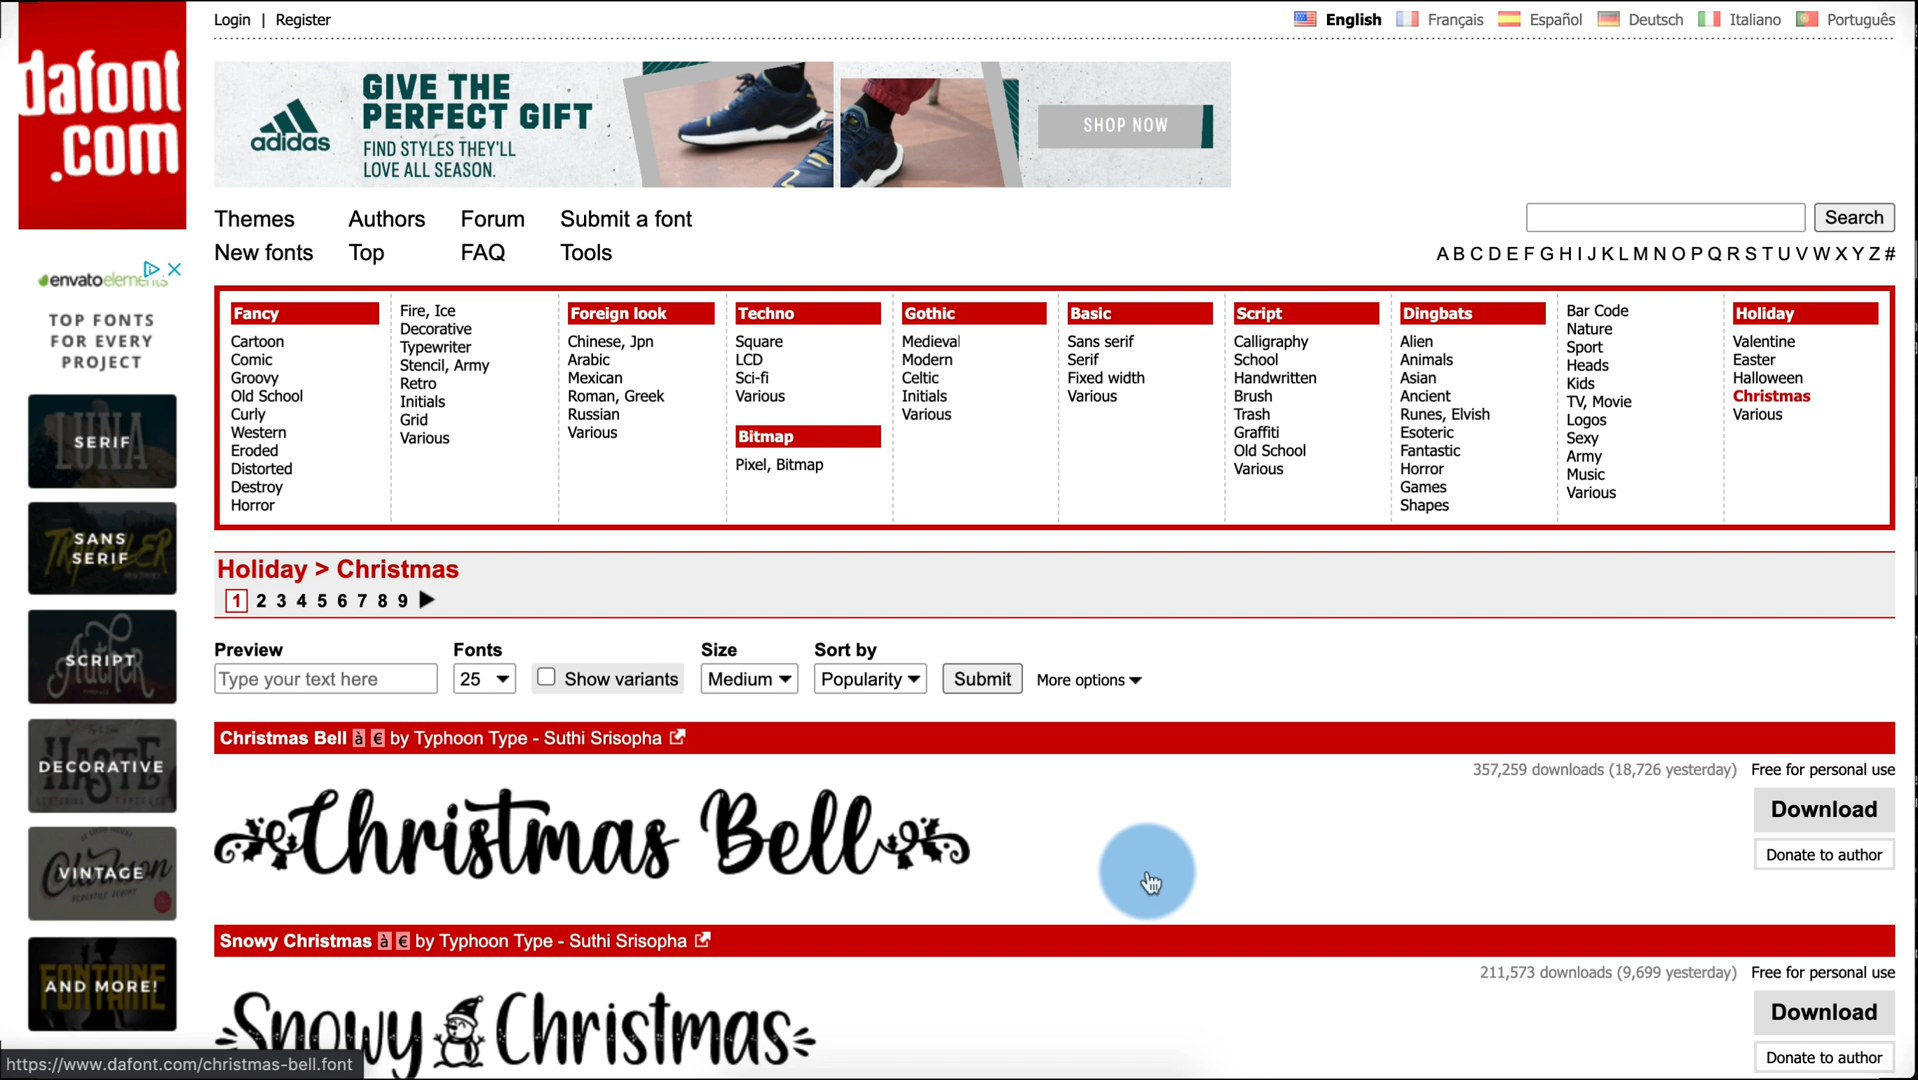 dafont
.com
Login | Register
English Français Español Deutsch Italiano Português
adidas
GIVE THE
PERFECT GIFT
FIND STYLES THEY'LL
LOVE ALL SEASON.
SHOP NOW
Themes Authors Forum Submit a font
New fonts Top FAQ Tools
Search
A B C D E F G H I J K L M N O P Q R S T U V W X Y Z #
envatoelements
TOP FONTS
FOR EVERY
PROJECT
SERIF
SANS
SERIF
SCRIPT
DECORATIVE
VINTAGE
AND MORE!
Fancy
Cartoon
Comic
Groovy
Old School
Curly
Western
Eroded
Distorted
Destroy
Horror
Fire, Ice
Decorative
Typewriter
Stencil, Army
Retro
Initials
Grid
Various
Foreign look
Chinese, Jpn
Arabic
Mexican
Roman, Greek
Russian
Various
Techno
Square
LCD
Sci-fi
Various
Bitmap
Pixel, Bitmap
Gothic
Medieval
Modern
Celtic
Initials
Various
Basic
Sans serif
Serif
Fixed width
Various
Script
Calligraphy
School
Handwritten
Brush
Trash
Graffiti
Old School
Various
Dingbats
Alien
Animals
Asian
Ancient
Runes, Elvish
Esoteric
Fantastic
Horror
Games
Shapes
Bar Code
Nature
Sport
Heads
Kids
TV, Movie
Logos
Sexy
Army
Music
Various
Holiday
Valentine
Easter
Halloween
Christmas
Various
Holiday > Christmas
1 2 3 4 5 6 7 8 9
Preview Fonts Size Sort by
Type your text here 25 Show variants Medium Popularity Submit More options
Christmas Bell à € by Typhoon Type - Suthi Srisopha
357,259 downloads (18,726 yesterday) Free for personal use
Christmas Bell
Download
Donate to author
Snowy Christmas à € by Typhoon Type - Suthi Srisopha
211,573 downloads (9,699 yesterday) Free for personal use
Snowy Christmas
Download
Donate to author
https://www.dafont.com/christmas-bell.font